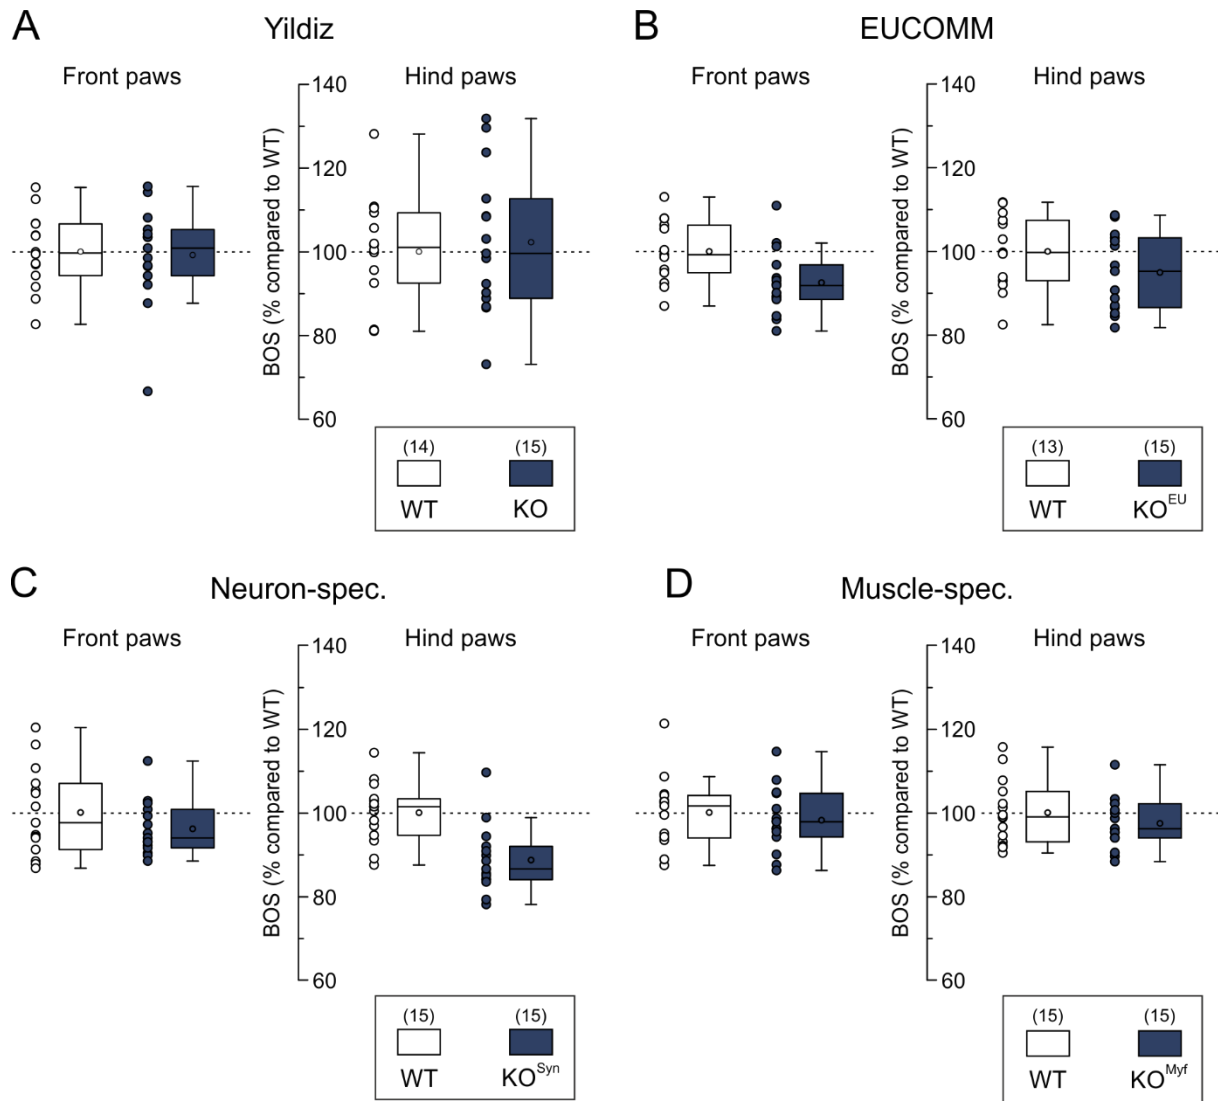 A
Yildiz
Front paws
Hind paws
BOS (% compared to WT)
140
120
100
80
60
(14)
(15)
WT
KO
B
EUCOMM
Front paws
Hind paws
BOS (% compared to WT)
140
120
100
80
60
(13)
(15)
WT
KO^EU
C
Neuron-spec.
Front paws
Hind paws
BOS (% compared to WT)
140
120
100
80
60
(15)
(15)
WT
KO^Syn
D
Muscle-spec.
Front paws
Hind paws
BOS (% compared to WT)
140
120
100
80
60
(15)
(15)
WT
KO^Myf